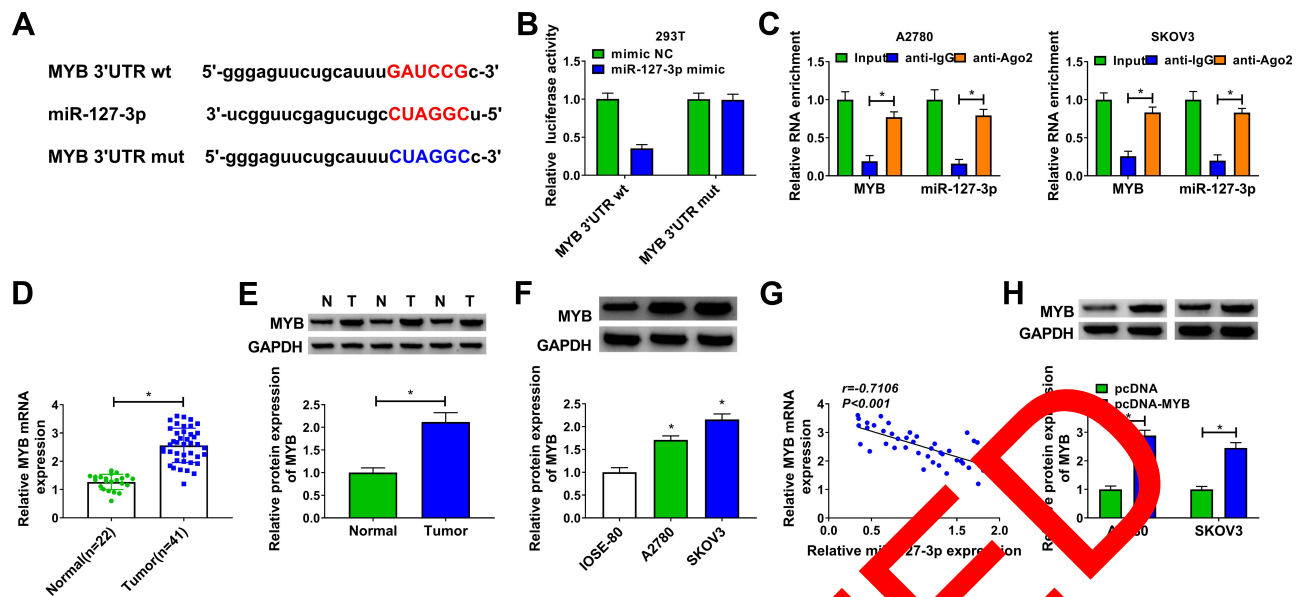 A
MYB 3'UTR wt 5'-gggaguucugcauuuGAUCCGc-3'
miR-127-3p 3'-ucgguucgagucugcCUAGGCu-5'
MYB 3'UTR mut 5'-gggaguucugcauuuCUAGGCc-3'
B
293T
mimic NC
miR-127-3p mimic
Relative luciferase activity
1.5
1.0
0.5
0.0
MYB 3'UTR wt
MYB 3'UTR mut
C
A2780
Input anti-IgG anti-Ago2
Relative RNA enrichment
1.5
1.0
0.5
0.0
* *
MYB miR-127-3p
SKOV3
Input anti-IgG anti-Ago2
Relative RNA enrichment
1.5
1.0
0.5
0.0
* *
MYB miR-127-3p
D
Relative MYB mRNA
expression
4
3
2
1
0
*
Normal(n=22)
Tumor(n=41)
E
N T N T N T
MYB
GAPDH
Relative protein expression
of MYB
2.5
2.0
1.5
1.0
0.5
0.0
*
Normal Tumor
F
MYB
GAPDH
Relative protein expression
of MYB
2.5
2.0
1.5
1.0
0.5
0.0
* *
IOSE-80
A2780
SKOV3
G
r=-0.7106
P<0.001
Relative MYB mRNA
expression
4
3
2
1
0
0.0 0.5 1.0 1.5 2.0
Relative expression
H
MYB
GAPDH
pcDNA
pcDNA-MYB
protein expression
of MYB
4
3
2
1
0
* *
SKOV3